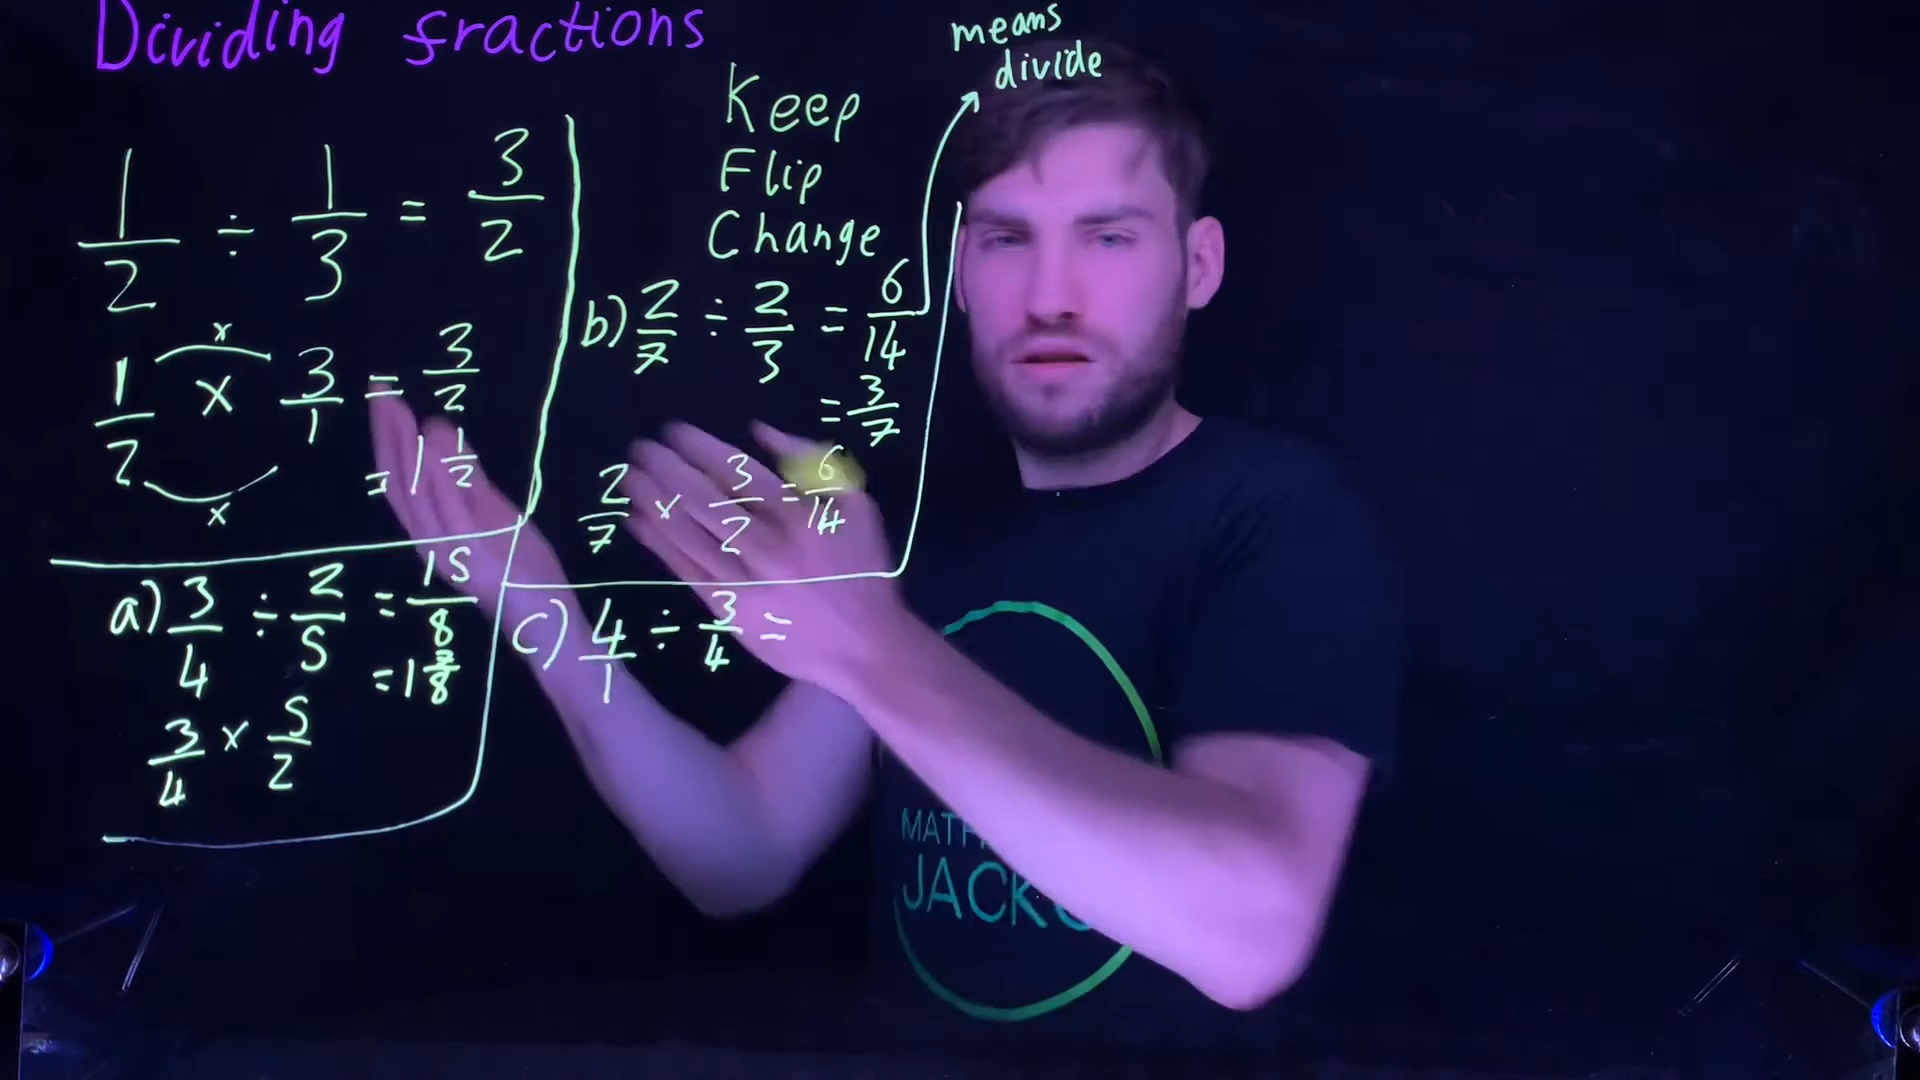 Dividing fractions
means
divide
Keep
Flip
Change
1/2 ÷ 1/3 = 3/2
x
1/2 x 3/1 = 3/2
= 1 1/2
x
b) 2/7 ÷ 2/3 = 6/14
= 3/7
2/7 x 3/2 = 6/14
a) 3/4 ÷ 2/5 = 15/8
= 1 7/8
3/4 x 5/2
c) 4/1 ÷ 3/4 =